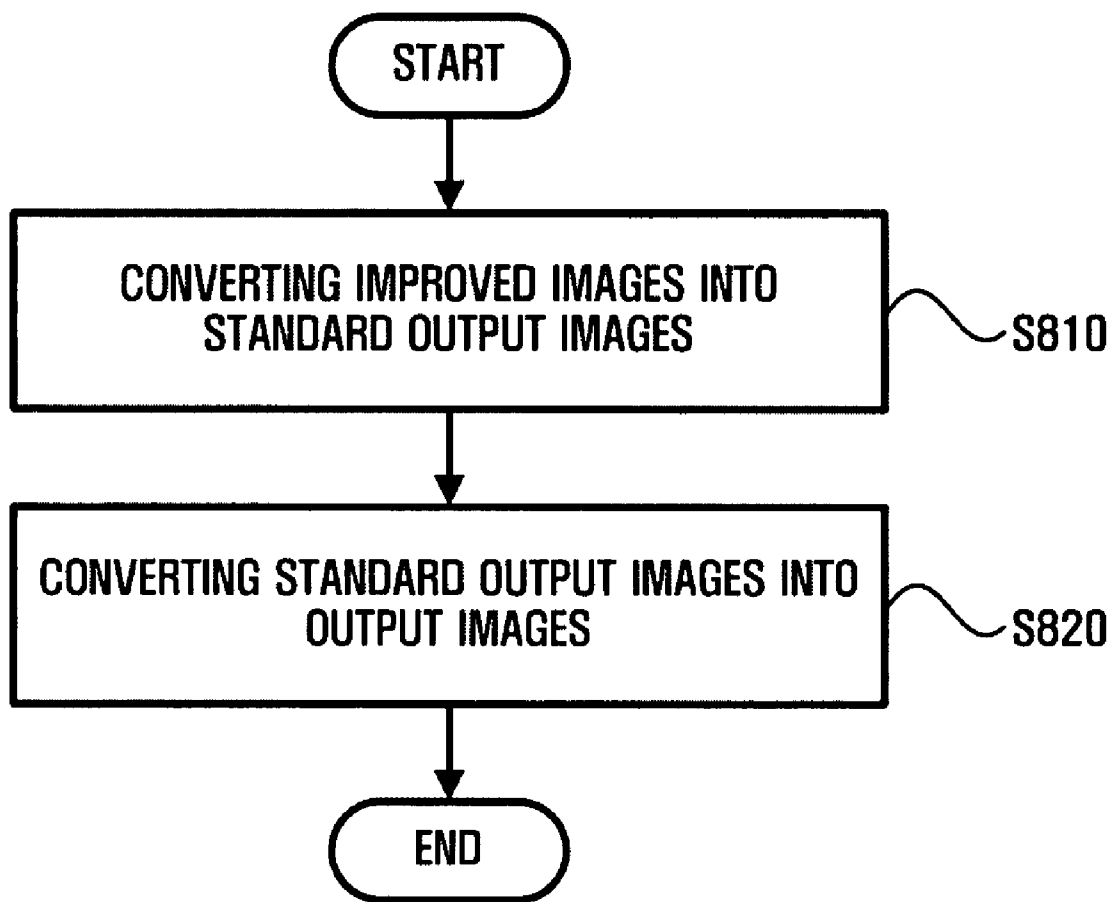 START
CONVERTING IMPROVED IMAGES INTO
STANDARD OUTPUT IMAGES
S810
CONVERTING STANDARD OUTPUT IMAGES INTO
OUTPUT IMAGES
S820
END